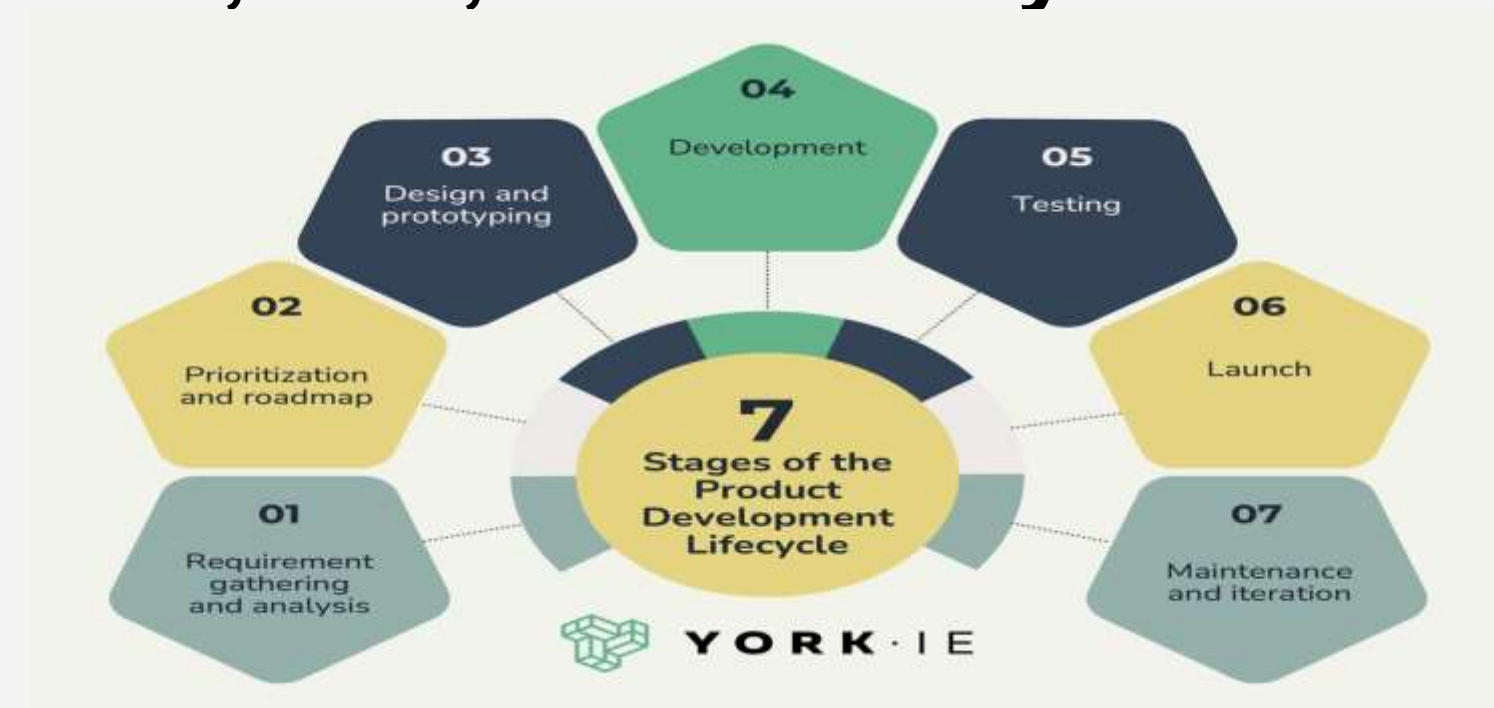 01
Requirement
gathering
and analysis
02
Prioritization
and roadmap
03
Design and
prototyping
04
Development
05
Testing
06
Launch
07
Maintenance
and iteration
7
Stages of the
Product
Development
Lifecycle
YORK·IE